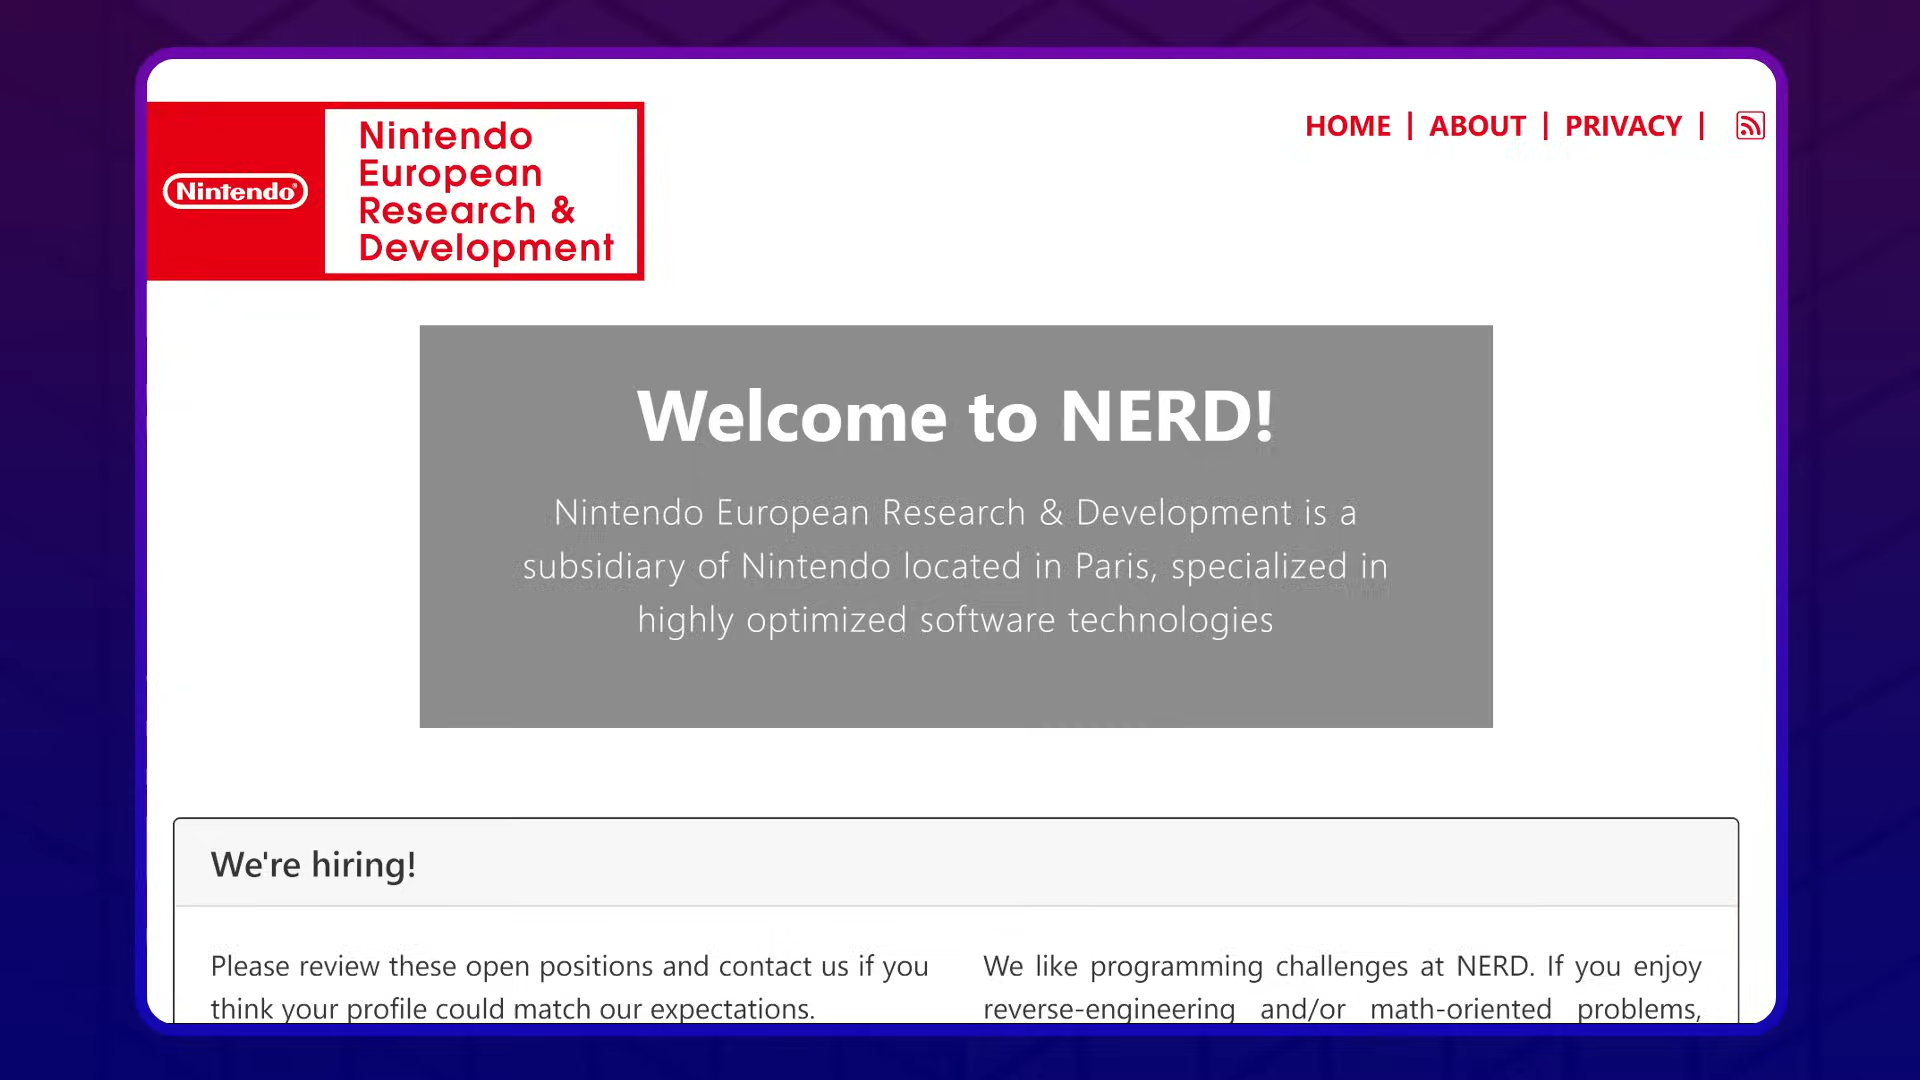 Nintendo
Nintendo
European
Research &
Development
HOME | ABOUT | PRIVACY |
Welcome to NERD!
Nintendo European Research & Development is a
subsidiary of Nintendo located in Paris, specialized in
highly optimized software technologies
We're hiring!
Please review these open positions and contact us if you
think your profile could match our expectations.
We like programming challenges at NERD. If you enjoy
reverse-engineering and/or math-oriented problems,